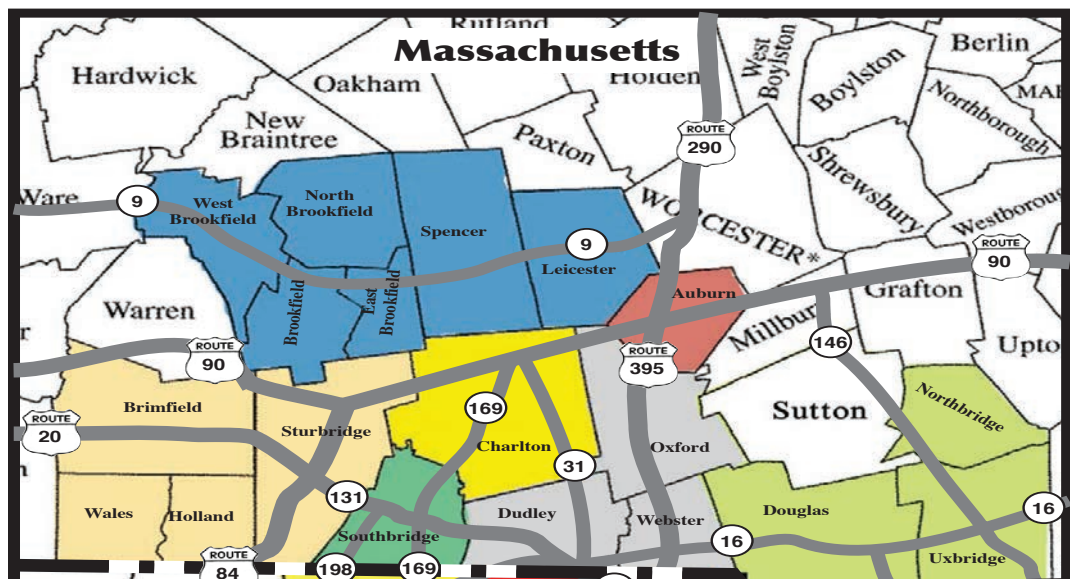 Rutland
Massachusetts
Hardwick
Oakham
Holden
West
Boylston
Boylston
Berlin
New
Braintree
Paxton
ROUTE
290
Northborough
Shrewsbury
Ware
9
West
Brookfield
North
Brookfield
Spencer
9
Leicester
WORCESTER*
ROUTE
90
Auburn
Grafton
Warren
Brookfield
East
Brookfield
Millbury
146
ROUTE
90
ROUTE
395
Upto
Brimfield
ROUTE
20
Sturbridge
169
Charlton
31
Oxford
Sutton
Northbridge
131
Wales
Holland
Southbridge
Dudley
Webster
Douglas
16
16
Uxbridge
ROUTE
84
198
169